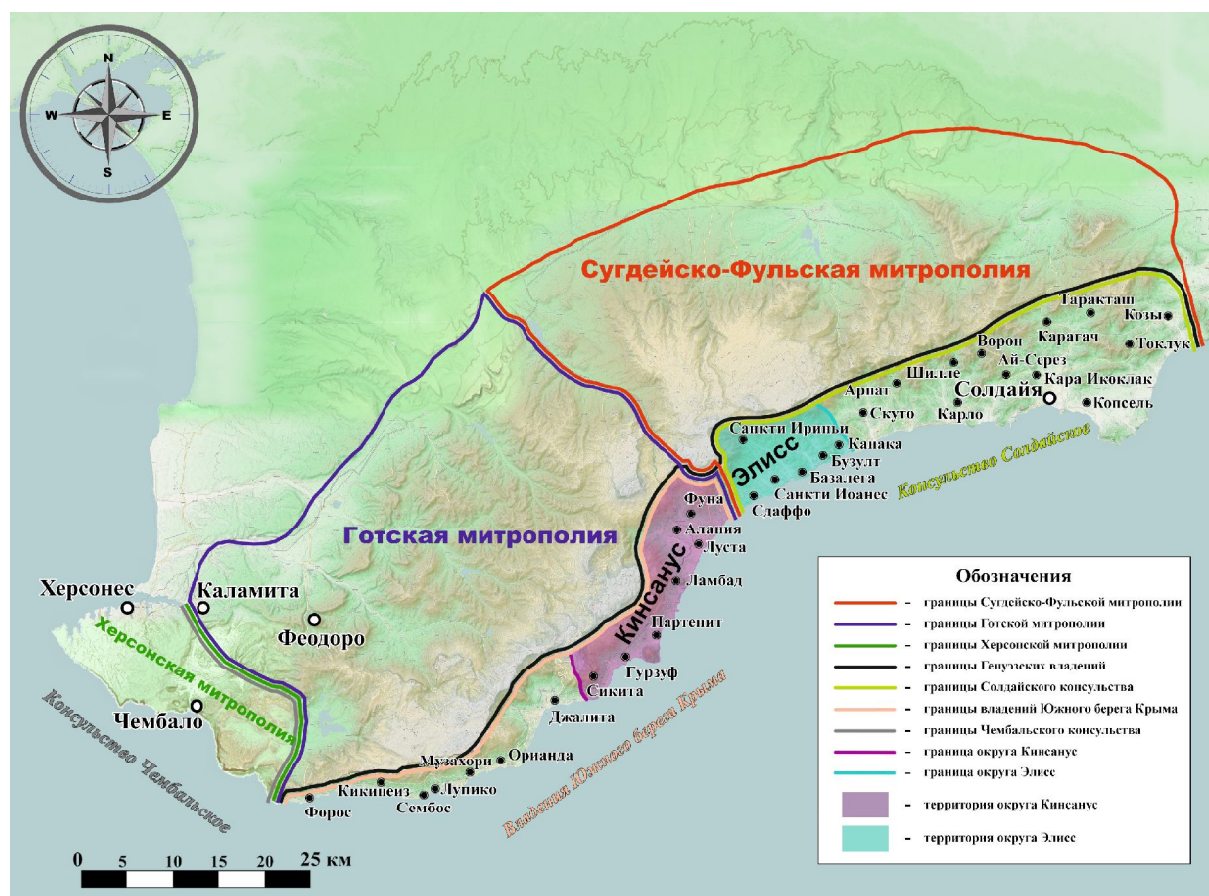 N
W
E
S
Сугдейско-Фульская митрополия
Таракташ
Козы
Карагач
Ворон
Токлук
Ай-Серез
Шилле
Кара Икоклак
Арпат
Солдайя
Карло
Копсель
Скуто
Санкти Ириньи
Канака
Элисс
Бузулт
Консульство Солдайское
Базалега
Санкти Иоанес
Сдаффо
Фуна
Готская митрополия
Алания
Луста
Кинсанус
Ламбад
Херсонес
Каламита
Феодоро
Партенит
Херсонская митрополия
Гурзуф
Сикита
Чембало
Джалита
Консульство Чембальское
Владения Южного берега Крыма
Орианда
Музахори
Кикинеиз
Лупико
Сембос
Форос
0 5 10 15 20 25 км
Обозначения
– границы Сугдейско-Фульской митрополии
– границы Готской митрополии
– границы Херсонской митрополии
– границы Генуэзских владений
– границы Солдайского консульства
– границы владений Южного берега Крыма
– границы Чембальского консульства
– граница округа Кинсанус
– граница округа Элисс
– территория округа Кинсанус
– территория округа Элисс